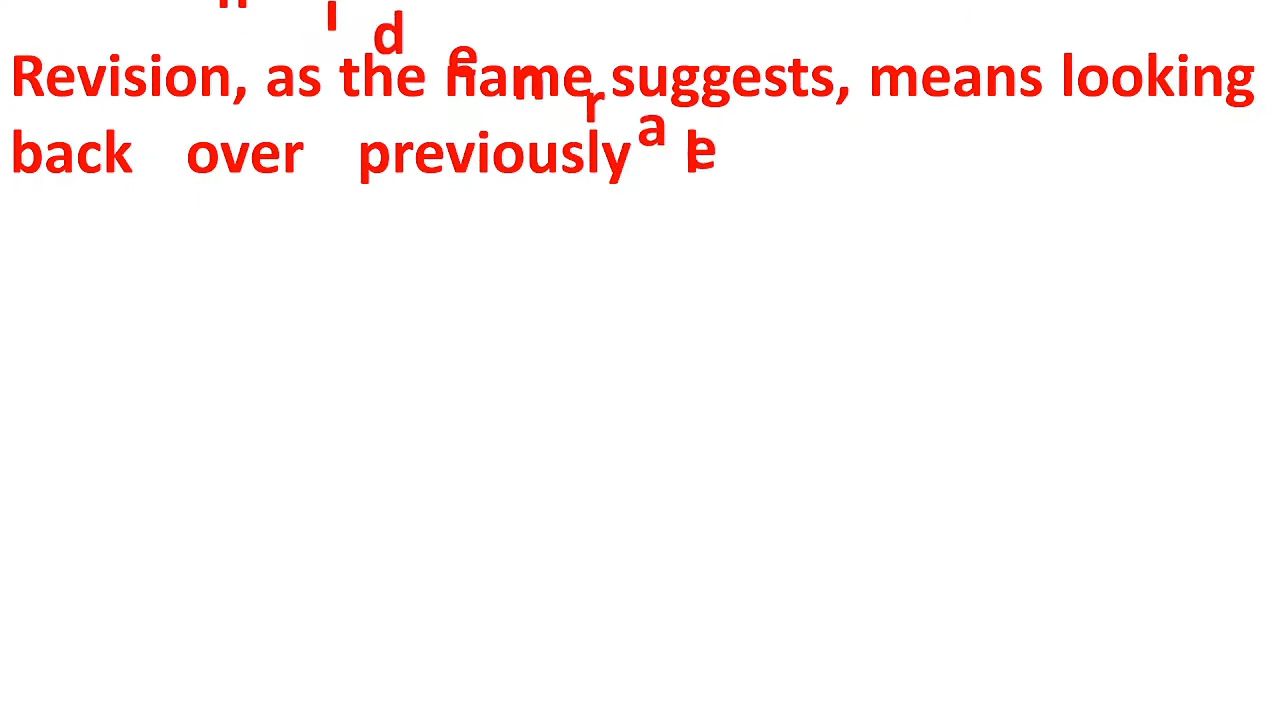 Revision, as the name suggests, means looking
back over previously